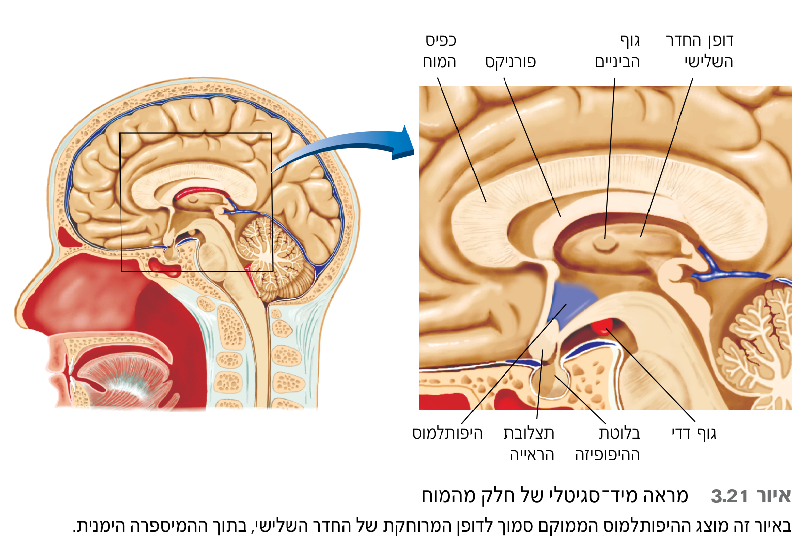 דופן החדר השלישי
גוף הביניים
פורניקס
כפיס המוח
גוף דדי
בלוטת ההיפופיזה
תצלובת הראייה
היפותלמוס
איור 3.21 מראה מיד־סגיטלי של חלק מהמוח
באיור זה מוצג ההיפותלמוס הממוקם סמוך לדופן המרוחקת של החדר השלישי, בתוך ההמיספרה הימנית.